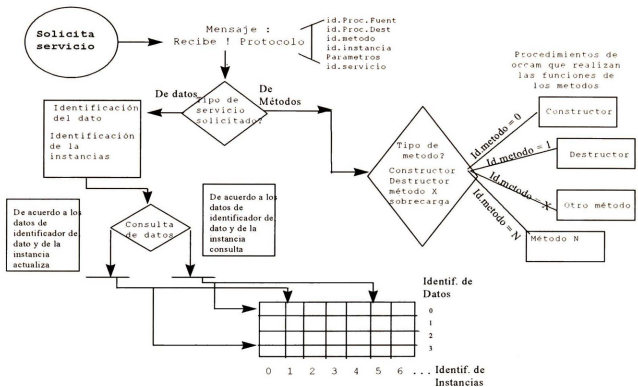 Solicita
servicio
Mensaje :
Recibe ! Protocolo
id.Proc.Fuent
id.Proc.Dest
id.metodo
id.instancia
Parametros
id.servicio
Procedimientos de
occam que realizan
las funciones de
los metodos
De datos
De
Métodos
Tipo de
servicio
solicitado?
Identificación
del dato
Identificación
de la
instancias
Tipo de
metodo?
Constructor
Destructor
método X
sobrecarga
Id.metodo = 0
Constructor
Id.metodo = 1
Destructor
Id.metodo = X
Otro método
Id.metodo = N
Método N
De acuerdo a los
datos de
identificador de
dato y de la
instancia
actualiza
Consulta
de datos
De acuerdo a los
datos de
identificador de
dato y de la
instancia
consulta
Identif. de
Datos
0
1
2
3
0 1 2 3 4 5 6 ... Identif. de
Instancias